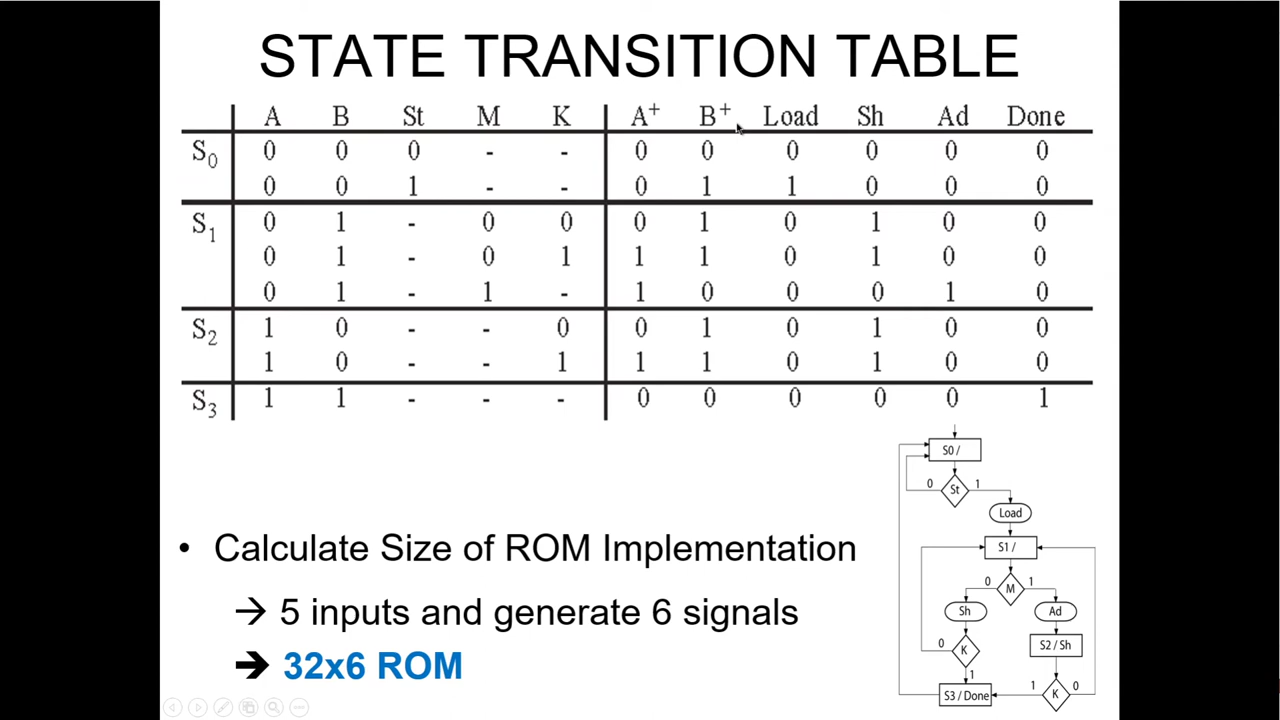 STATE TRANSITION TABLE
A B St M K A⁺ B⁺ Load Sh Ad Done
S₀ 0 0 0 - - 0 0 0 0 0 0
0 0 1 - - 0 1 1 0 0 0
S₁ 0 1 - 0 0 0 1 0 1 0 0
0 1 - 0 1 1 1 0 1 0 0
0 1 - 1 - 1 0 0 0 1 0
S₂ 1 0 - - 0 0 1 0 1 0 0
1 0 - - 1 1 1 0 1 0 0
S₃ 1 1 - - - 0 0 0 0 0 1
• Calculate Size of ROM Implementation
→ 5 inputs and generate 6 signals
➔ 32x6 ROM
S0 /
0 St 1
Load
S1 /
0 M 1
Sh Ad
0 K S2 / Sh
1
S3 / Done 1 K 0